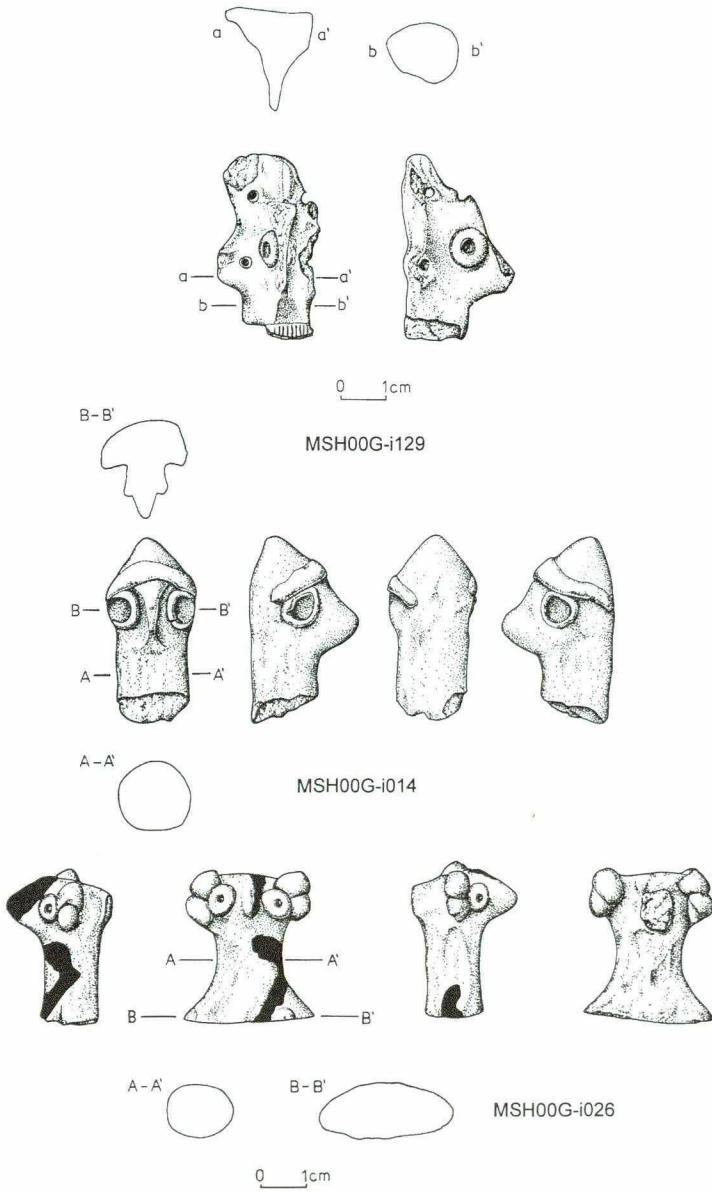 a a' b b'
a a'
b b'
0 1cm
B-B'
MSH00G-i129
B B'
A A'
A-A'
MSH00G-i014
A A'
B B'
A-A' B-B'
MSH00G-i026
0 1cm